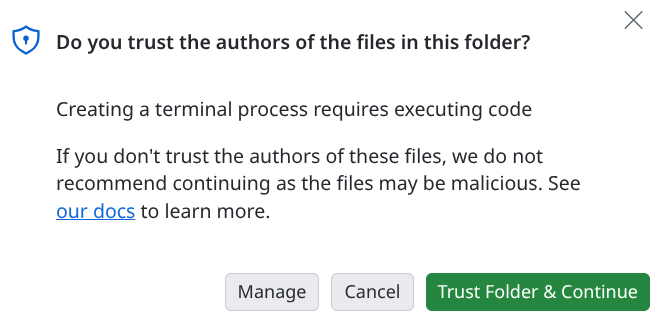 Do you trust the authors of the files in this folder?
Creating a terminal process requires executing code
If you don't trust the authors of these files, we do not
recommend continuing as the files may be malicious. See
our docs to learn more.
Manage Cancel Trust Folder & Continue